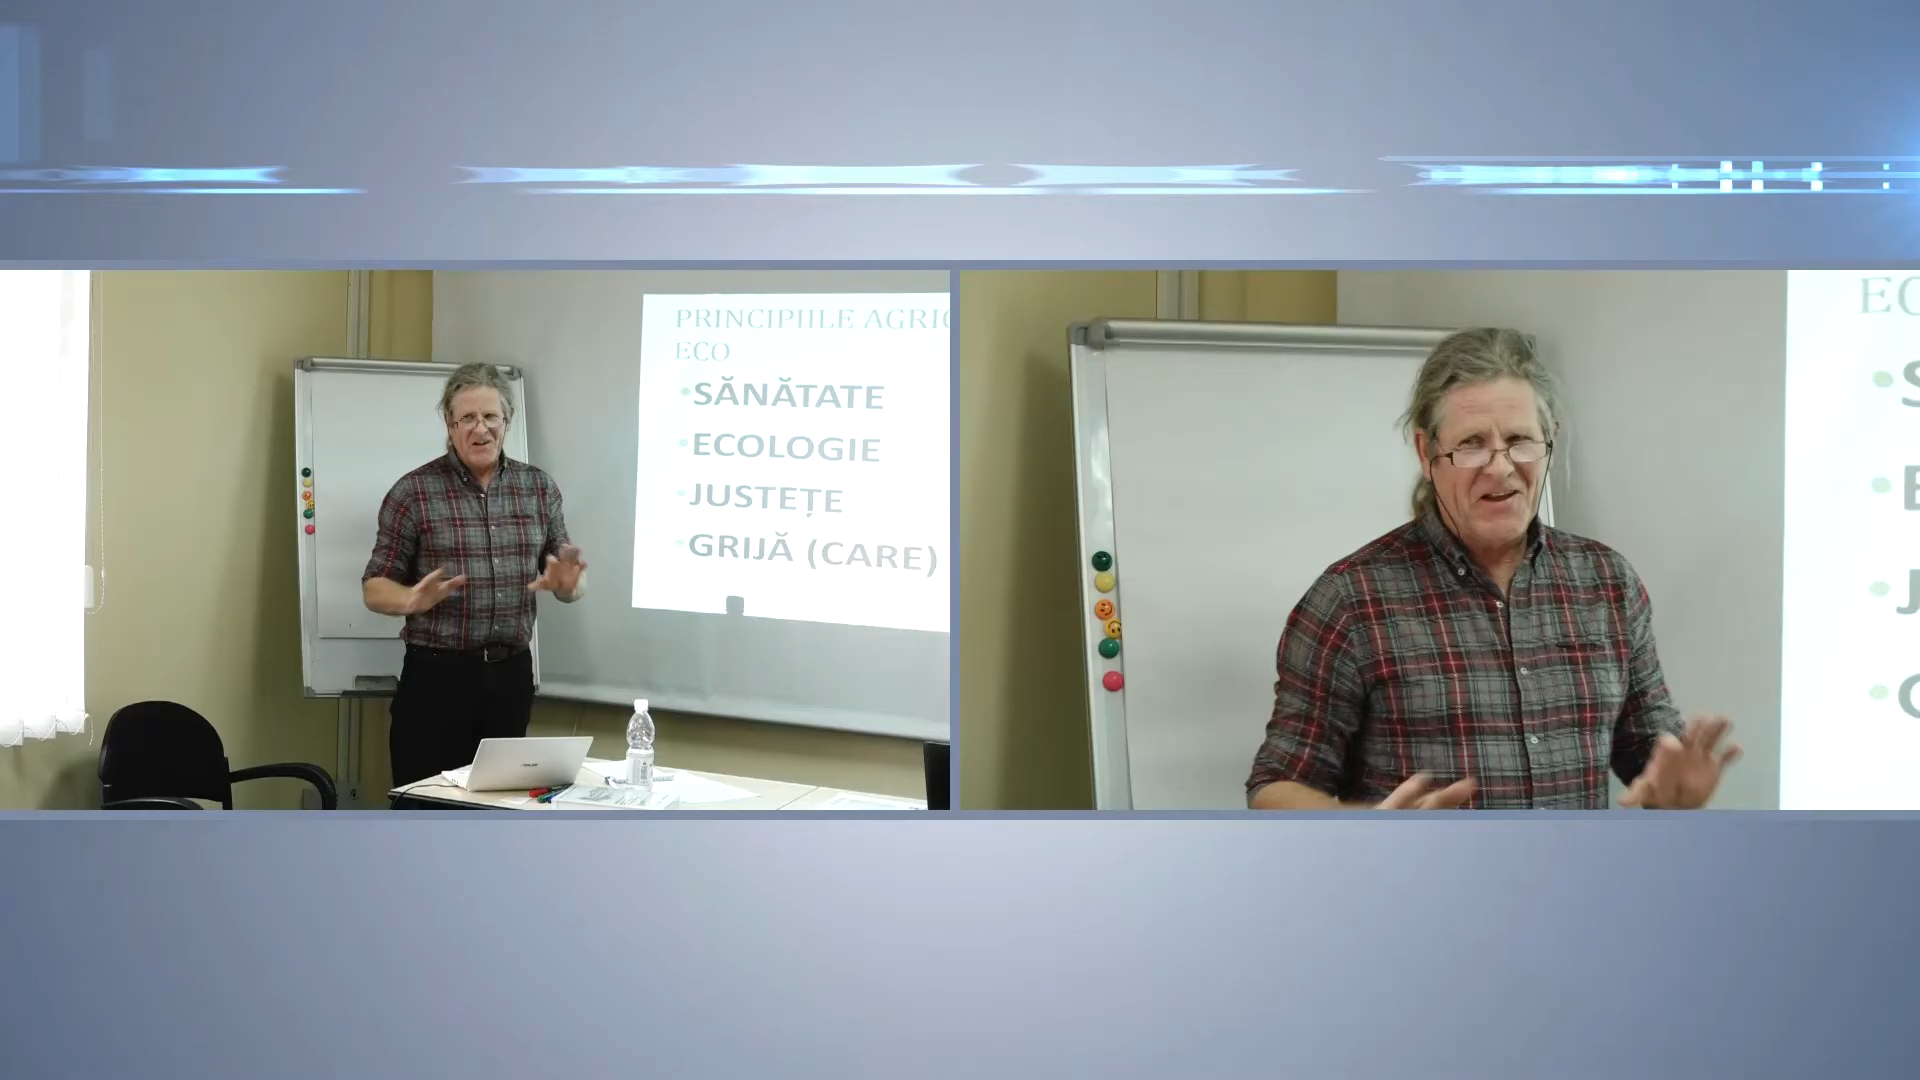 PRINCIPIILE AGRIC
ECO
•SĂNĂTATE
•ECOLOGIE
•JUSTEȚE
•GRIJĂ (CARE)
EC
•S
•E
•J